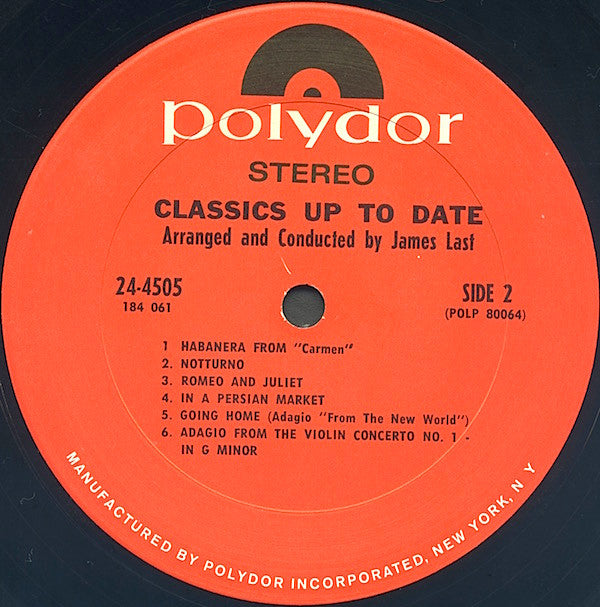 polydor
STEREO
CLASSICS UP TO DATE
Arranged and Conducted by James Last
24-4505
184 061
SIDE 2
(POLP 80064)
1 HABANERA FROM "Carmen"
2. NOTTURNO
3. ROMEO AND JULIET
4. IN A PERSIAN MARKET
5. GOING HOME (Adagio "From The New World")
6. ADAGIO FROM THE VIOLIN CONCERTO NO. 1 -
IN G MINOR
MANUFACTURED BY POLYDOR INCORPORATED, NEW YORK, N Y